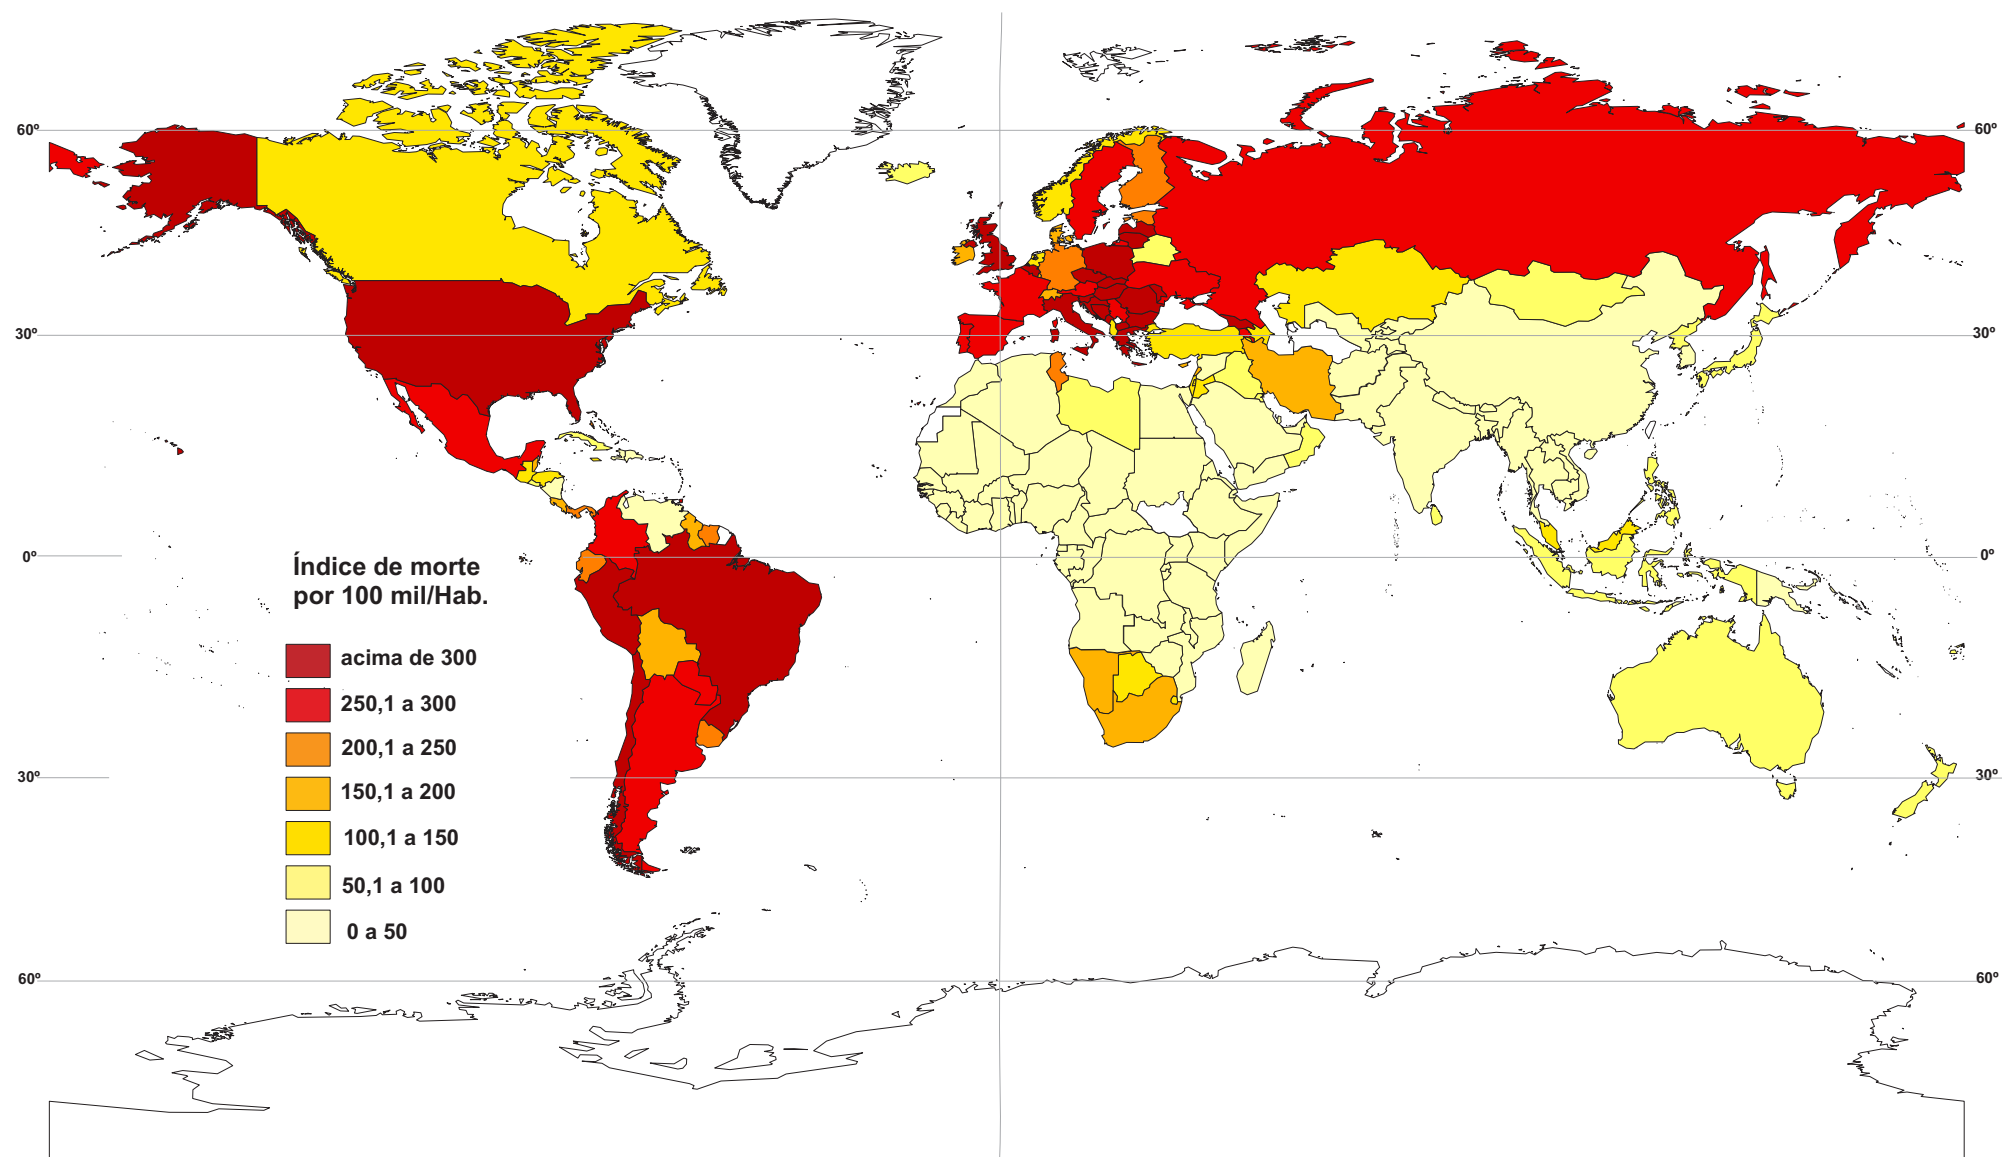 60º
60º
30º
30º
0º
0º
Índice de morte
por 100 mil/Hab.
acima de 300
250,1 a 300
200,1 a 250
150,1 a 200
100,1 a 150
50,1 a 100
0 a 50
30º
30º
60º
60º